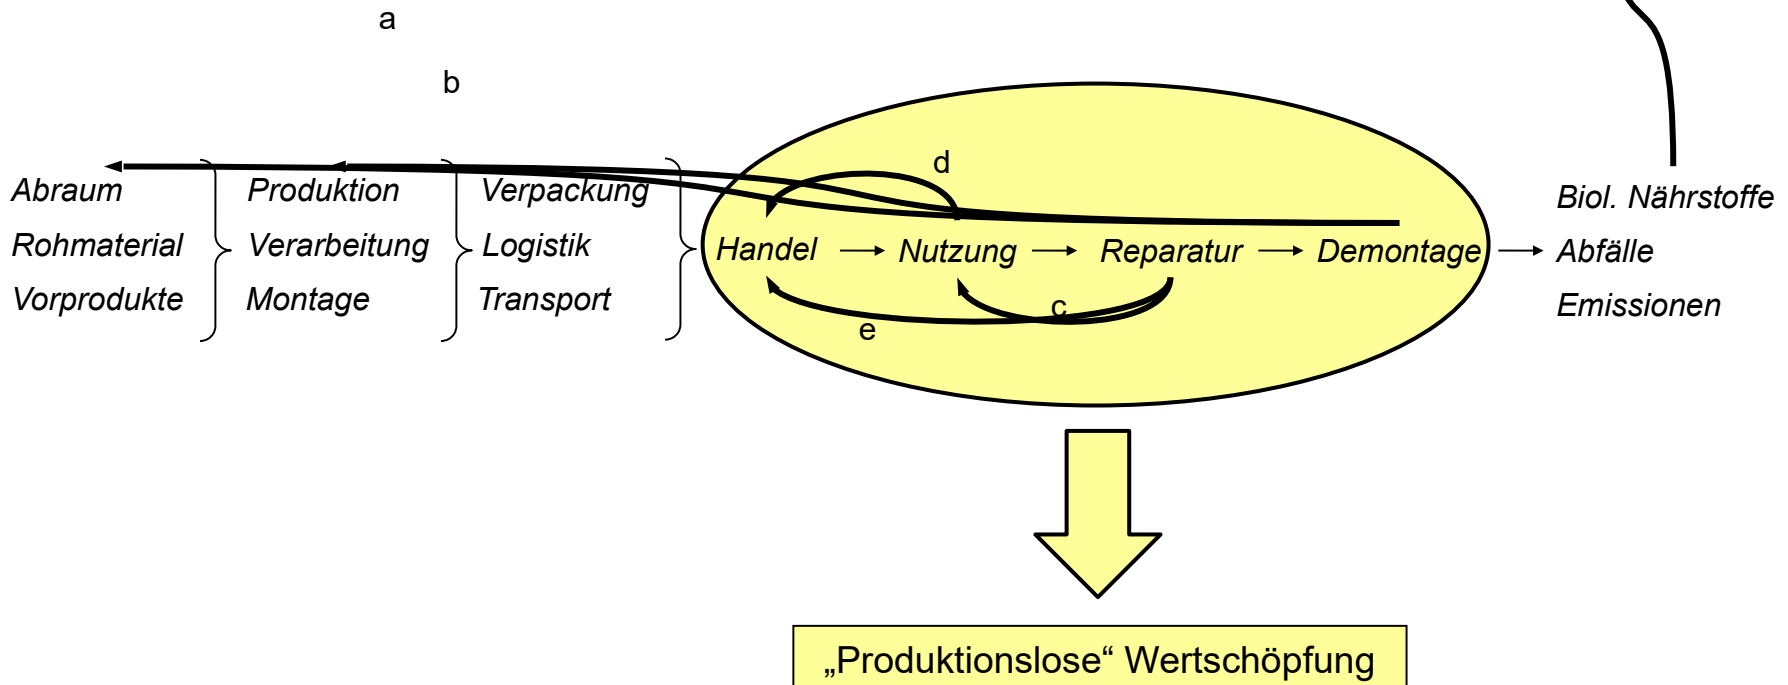 a
b
d
Abraum Produktion Verpackung Biol. Nährstoffe
Rohmaterial Verarbeitung Logistik Handel Nutzung Reparatur Demontage Abfälle
Vorprodukte Montage Transport c Emissionen
e
„Produktionslose“ Wertschöpfung